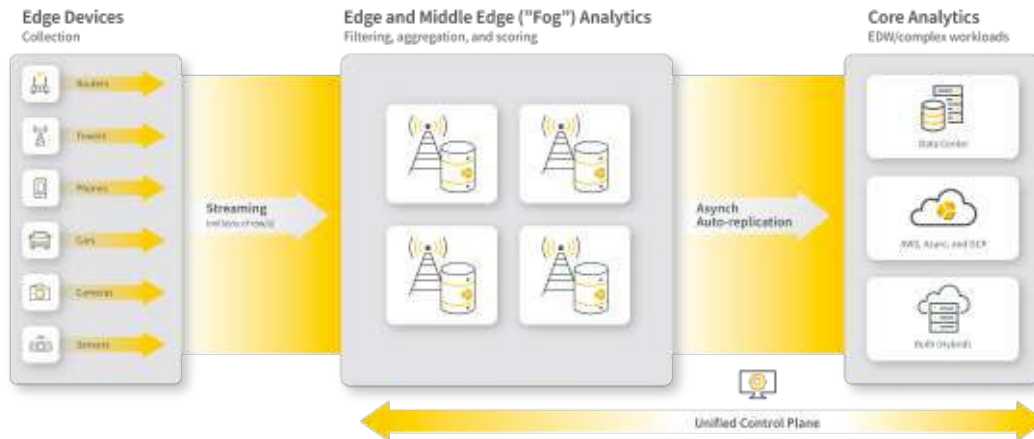 Edge Devices
Collection
Edge and Middle Edge ("Fog") Analytics
Filtering, aggregation, and scoring
Core Analytics
EDW/complex workloads
Routers
Towers
Phones
Cars
Cameras
Sensors
Streaming
Asynch
Auto-replication
Data Center
AWS, Azure, and GCP
Both (Hybrid)
Unified Control Plane